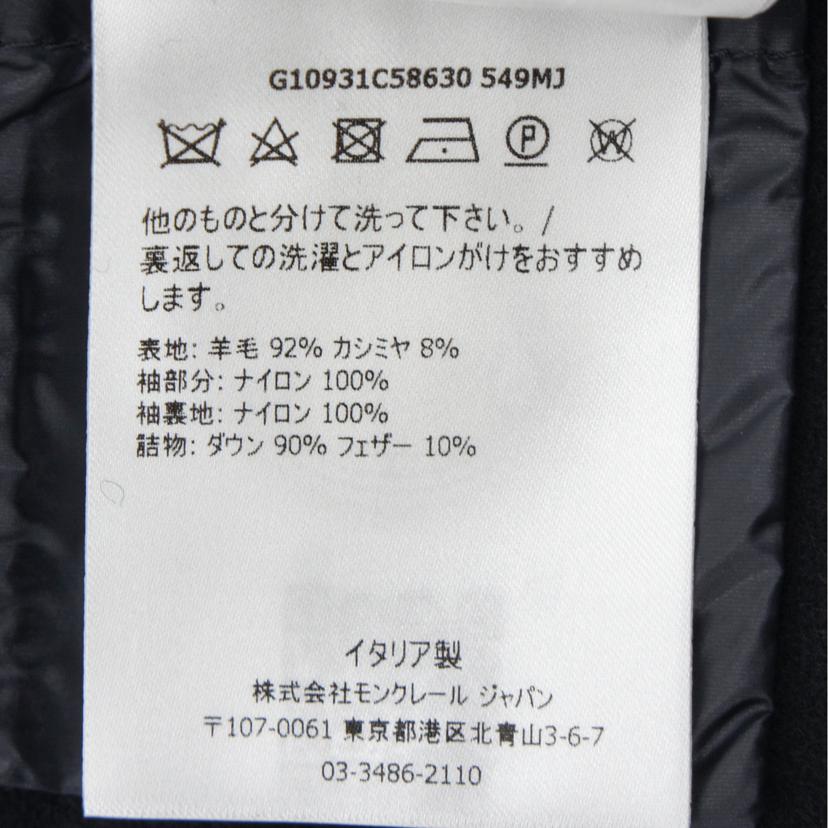 G10931C58630 549MJ
P W
他のものと分けて洗って下さい。/
裏返しての洗濯とアイロンがけをおすすめ
します。
表地: 羊毛 92% カシミヤ 8%
袖部分: ナイロン 100%
袖裏地: ナイロン 100%
詰物: ダウン 90% フェザー 10%
イタリア製
株式会社モンクレール ジャパン
〒107-0061 東京都港区北青山3-6-7
03-3486-2110